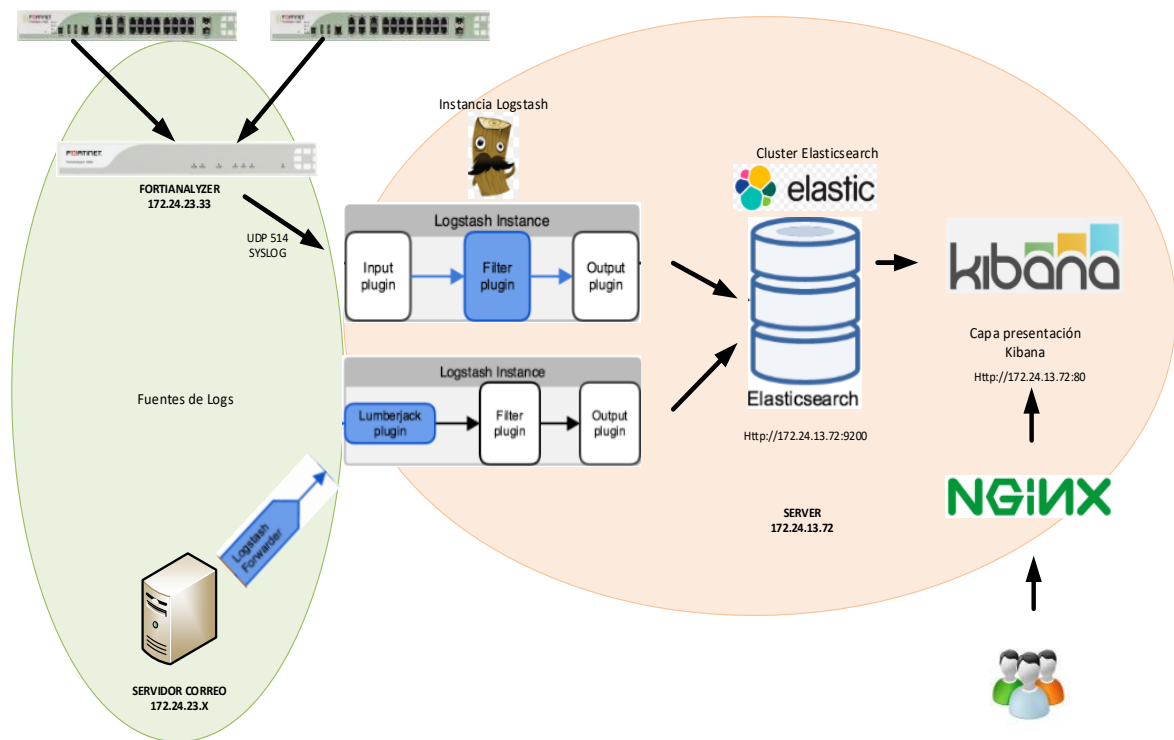 FORTINET
FORTINET
FORTINET
FORTIANALYZER
172.24.23.33
UDP 514
SYSLOG
Fuentes de Logs
Logstash
Forwarder
SERVIDOR CORREO
172.24.23.X
Instancia Logstash
Logstash Instance
Input
plugin
Filter
plugin
Output
plugin
Logstash Instance
Lumberjack
plugin
Filter
plugin
Output
plugin
Cluster Elasticsearch
elastic
Elasticsearch
Http://172.24.13.72:9200
SERVER
172.24.13.72
kibana
Capa presentación
Kibana
Http://172.24.13.72:80
NGINX